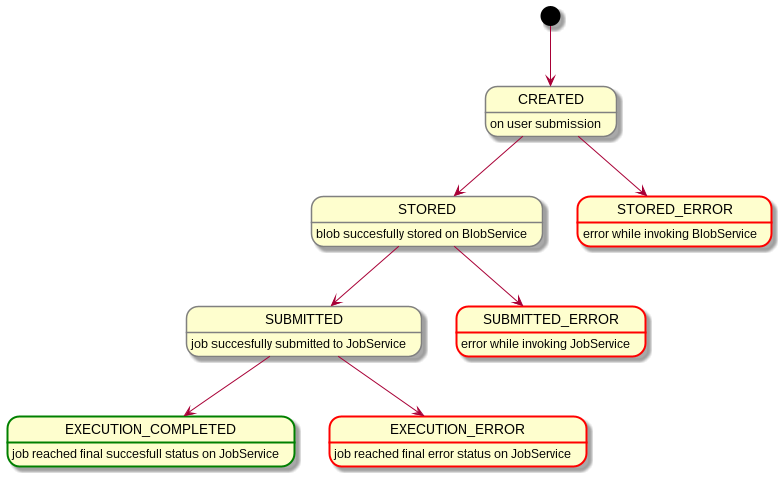 CREATED
on user submission
STORED
blob succesfully stored on BlobService
STORED_ERROR
error while invoking BlobService
SUBMITTED
job succesfully submitted to JobService
SUBMITTED_ERROR
error while invoking JobService
EXECUTION_COMPLETED
job reached final succesfull status on JobService
EXECUTION_ERROR
job reached final error status on JobService